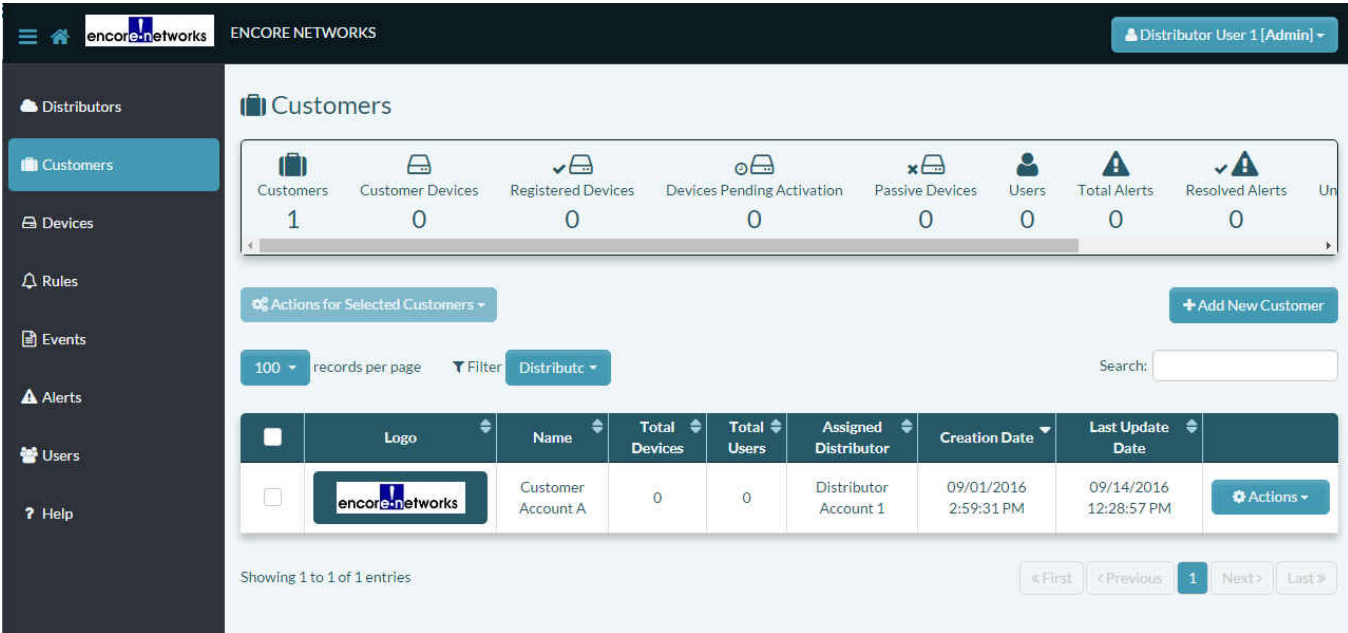 encore!networks ENCORE NETWORKS Distributor User 1 [Admin]
Distributors
Customers
Devices
Rules
Events
Alerts
Users
? Help
Customers
Customers Customer Devices Registered Devices Devices Pending Activation Passive Devices Users Total Alerts Resolved Alerts Un
1 0 0 0 0 0 0 0
Actions for Selected Customers
+ Add New Customer
100 records per page Filter Distributc Search:
Logo Name Total Devices Total Users Assigned Distributor Creation Date Last Update Date
encore!networks Customer Account A 0 0 Distributor Account 1 09/01/2016 2:59:31 PM 09/14/2016 12:28:57 PM Actions
Showing 1 to 1 of 1 entries
« First ‹ Previous 1 Next › Last »